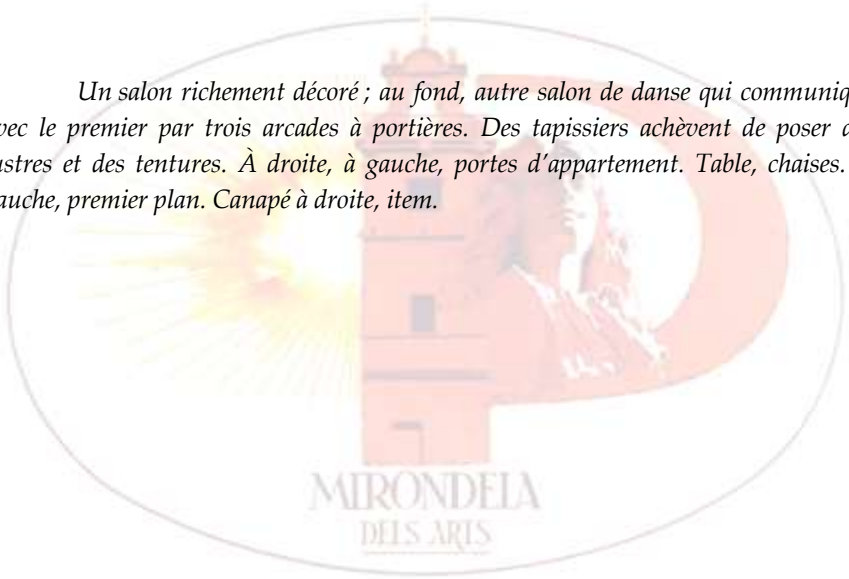 Un salon richement décoré ; au fond, autre salon de danse qui communiq
vec le premier par trois arcades à portières. Des tapissiers achèvent de poser d
ustres et des tentures. À droite, à gauche, portes d’appartement. Table, chaises.
auche, premier plan. Canapé à droite, item.
MIRONDELA
DELS ARTS